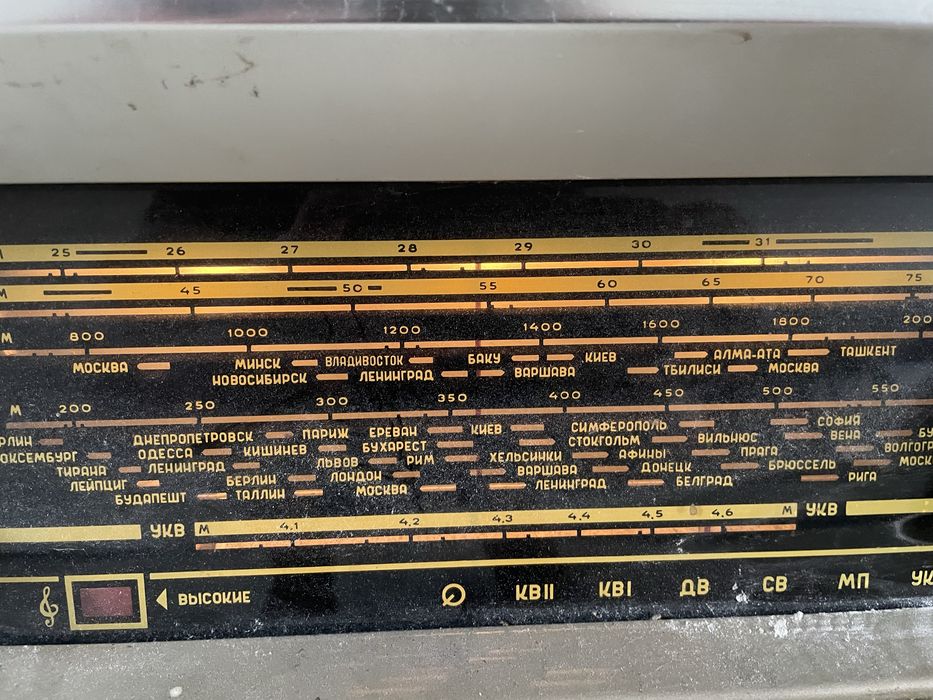 25 26 27 28 29 30 31
М 45 50 55 60 65 70 75
М 800 1000 1200 1400 1600 1800
МОСКВА МИНСК ВЛАДИВОСТОК БАКУ КИЕВ АЛМА-АТА ТАШКЕНТ
НОВОСИБИРСК ЛЕНИНГРАД ВАРШАВА ТБИЛИСИ МОСКВА
М 200 250 300 350 400 450 500 550
ДНЕПРОПЕТРОВСК ПАРИЖ ЕРЕВАН КИЕВ СИМФЕРОПОЛЬ СОФИЯ
ОДЕССА КИШИНЕВ БУХАРЕСТ СТОКГОЛЬМ ВИЛЬНЮС ВЕНА
ТИРАНА ЛЕНИНГРАД ЛЬВОВ РИМ ХЕЛЬСИНКИ АФИНЫ ПРАГА
ЛЕЙПЦИГ БЕРЛИН ЛОНДОН ВАРШАВА ДОНЕЦК БРЮССЕЛЬ
БУДАПЕШТ ТАЛЛИН МОСКВА ЛЕНИНГРАД БЕЛГРАД РИГА
УКВ М 4,1 4,2 4,3 4,4 4,5 4,6 М УКВ
ВЫСОКИЕ КВІІ КВІ ДВ СВ МП